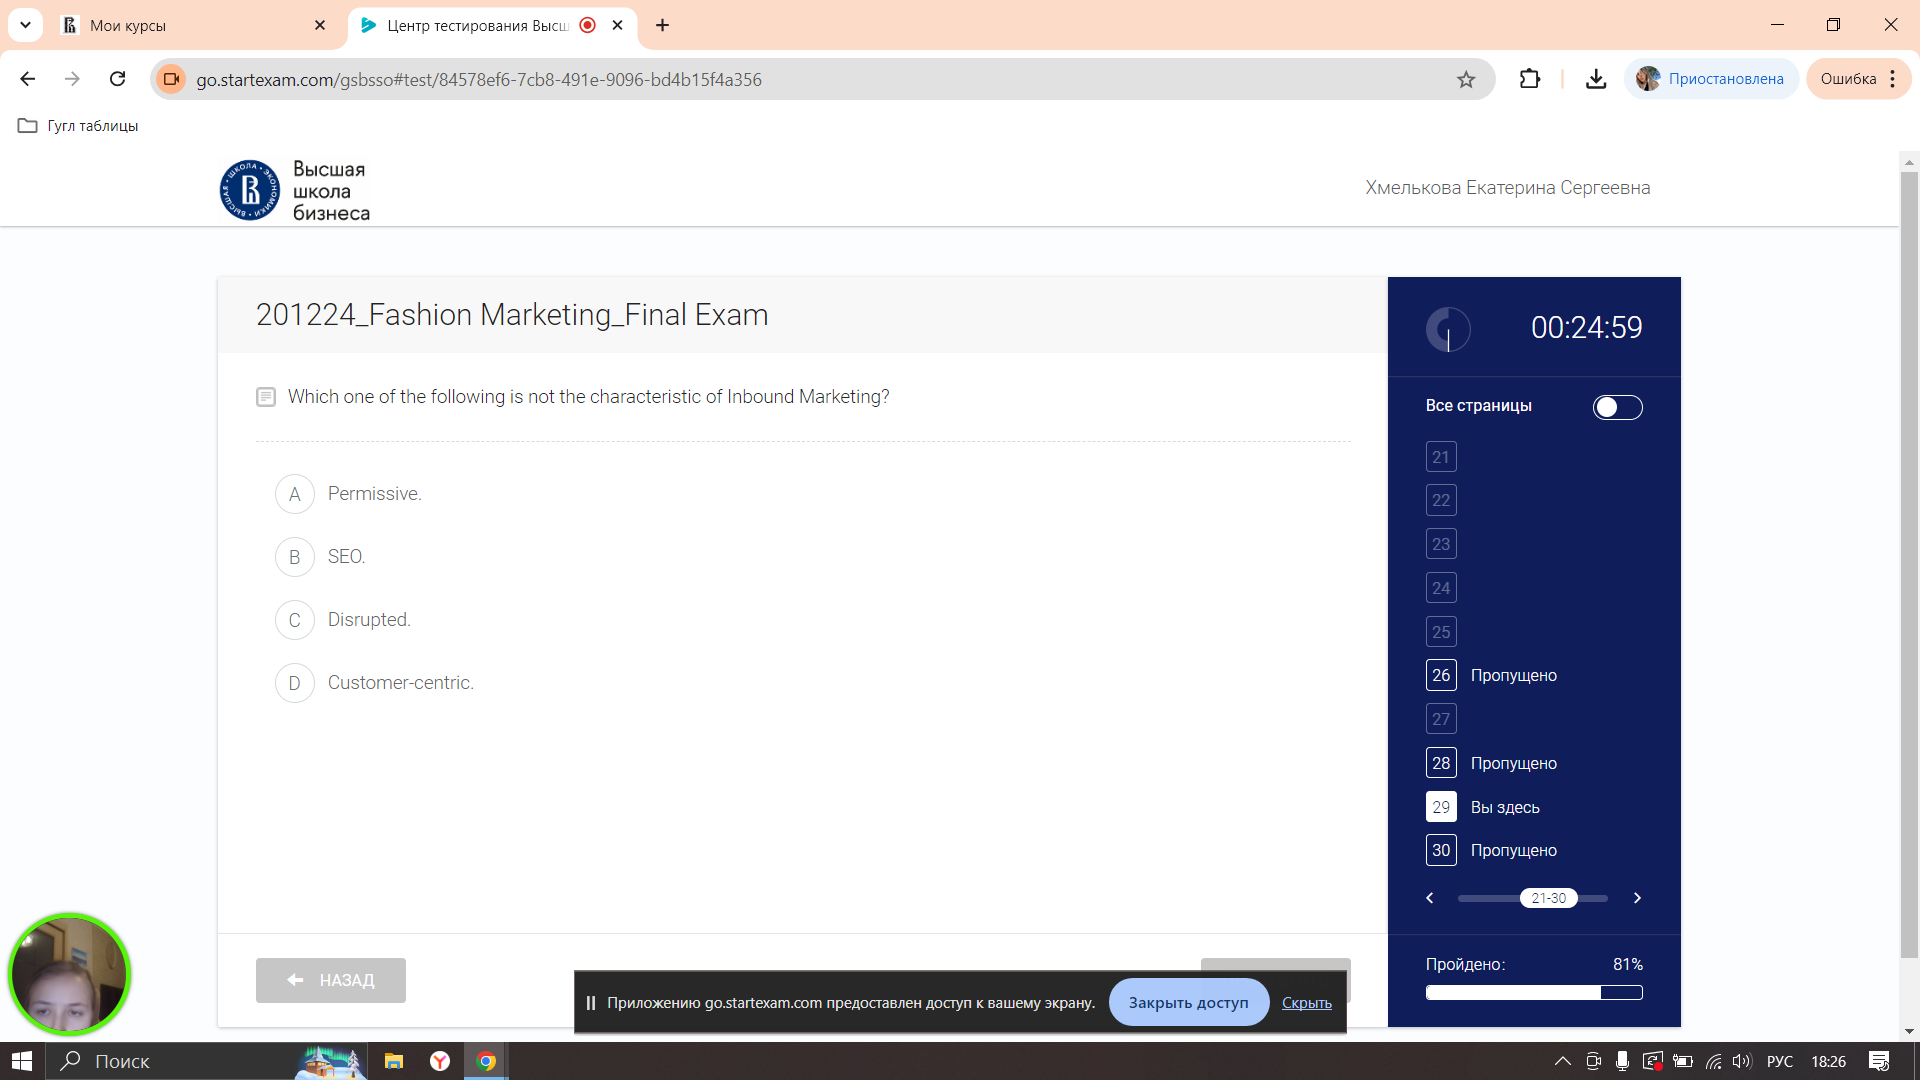 Мои курсы
Центр тестирования Высш
go.startexam.com/gsbsso#test/84578ef6-7cb8-491e-9096-bd4b15f4a356
Приостановлена
Ошибка
Гугл таблицы
Высшая
школа
бизнеса
Хмелькова Екатерина Сергеевна
201224_Fashion Marketing_Final Exam
00:24:59
Which one of the following is not the characteristic of Inbound Marketing?
Все страницы
A Permissive.
B SEO.
C Disrupted.
D Customer-centric.
21
22
23
24
25
26 Пропущено
27
28 Пропущено
29 Вы здесь
30 Пропущено
21-30
Пройдено: 81%
НАЗАД
Приложению go.startexam.com предоставлен доступ к вашему экрану.
Закрыть доступ
Скрыть
Поиск
РУС
18:26